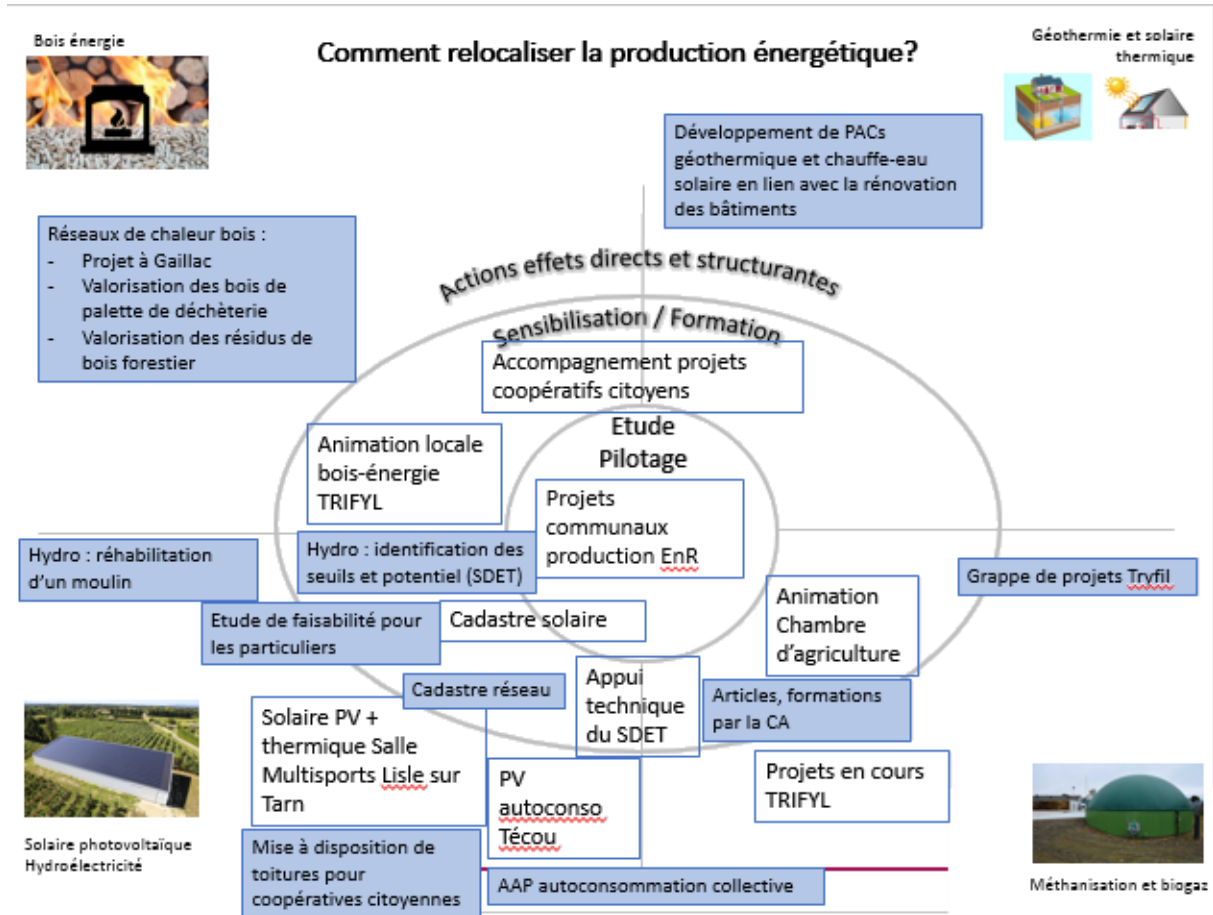 Bois énergie
Comment relocaliser la production énergétique?
Géothermie et solaire
thermique
Développement de PACs
géothermique et chauffe-eau
solaire en lien avec la rénovation
des bâtiments
Réseaux de chaleur bois :
- Projet à Gaillac
- Valorisation des bois de
palette de déchèterie
- Valorisation des résidus de
bois forestier
Actions effets directs et structurantes
Sensibilisation / Formation
Accompagnement projets
coopératifs citoyens
Etude
Pilotage
Animation locale
bois-énergie
TRIFYL
Projets
communaux
production EnR
Hydro : réhabilitation
d'un moulin
Hydro : identification des
seuils et potentiel (SDET)
Grappe de projets Tryfil
Animation
Chambre
d'agriculture
Etude de faisabilité pour
les particuliers
Cadastre solaire
Cadastre réseau
Appui
technique
du SDET
Articles, formations
par la CA
Solaire PV +
thermique Salle
Multisports Lisle sur
Tarn
PV
autoconso
Técou
Projets en cours
TRIFYL
Solaire photovoltaïque
Hydroélectricité
Mise à disposition de
toitures pour
coopératives citoyennes
AAP autoconsommation collective
Méthanisation et biogaz